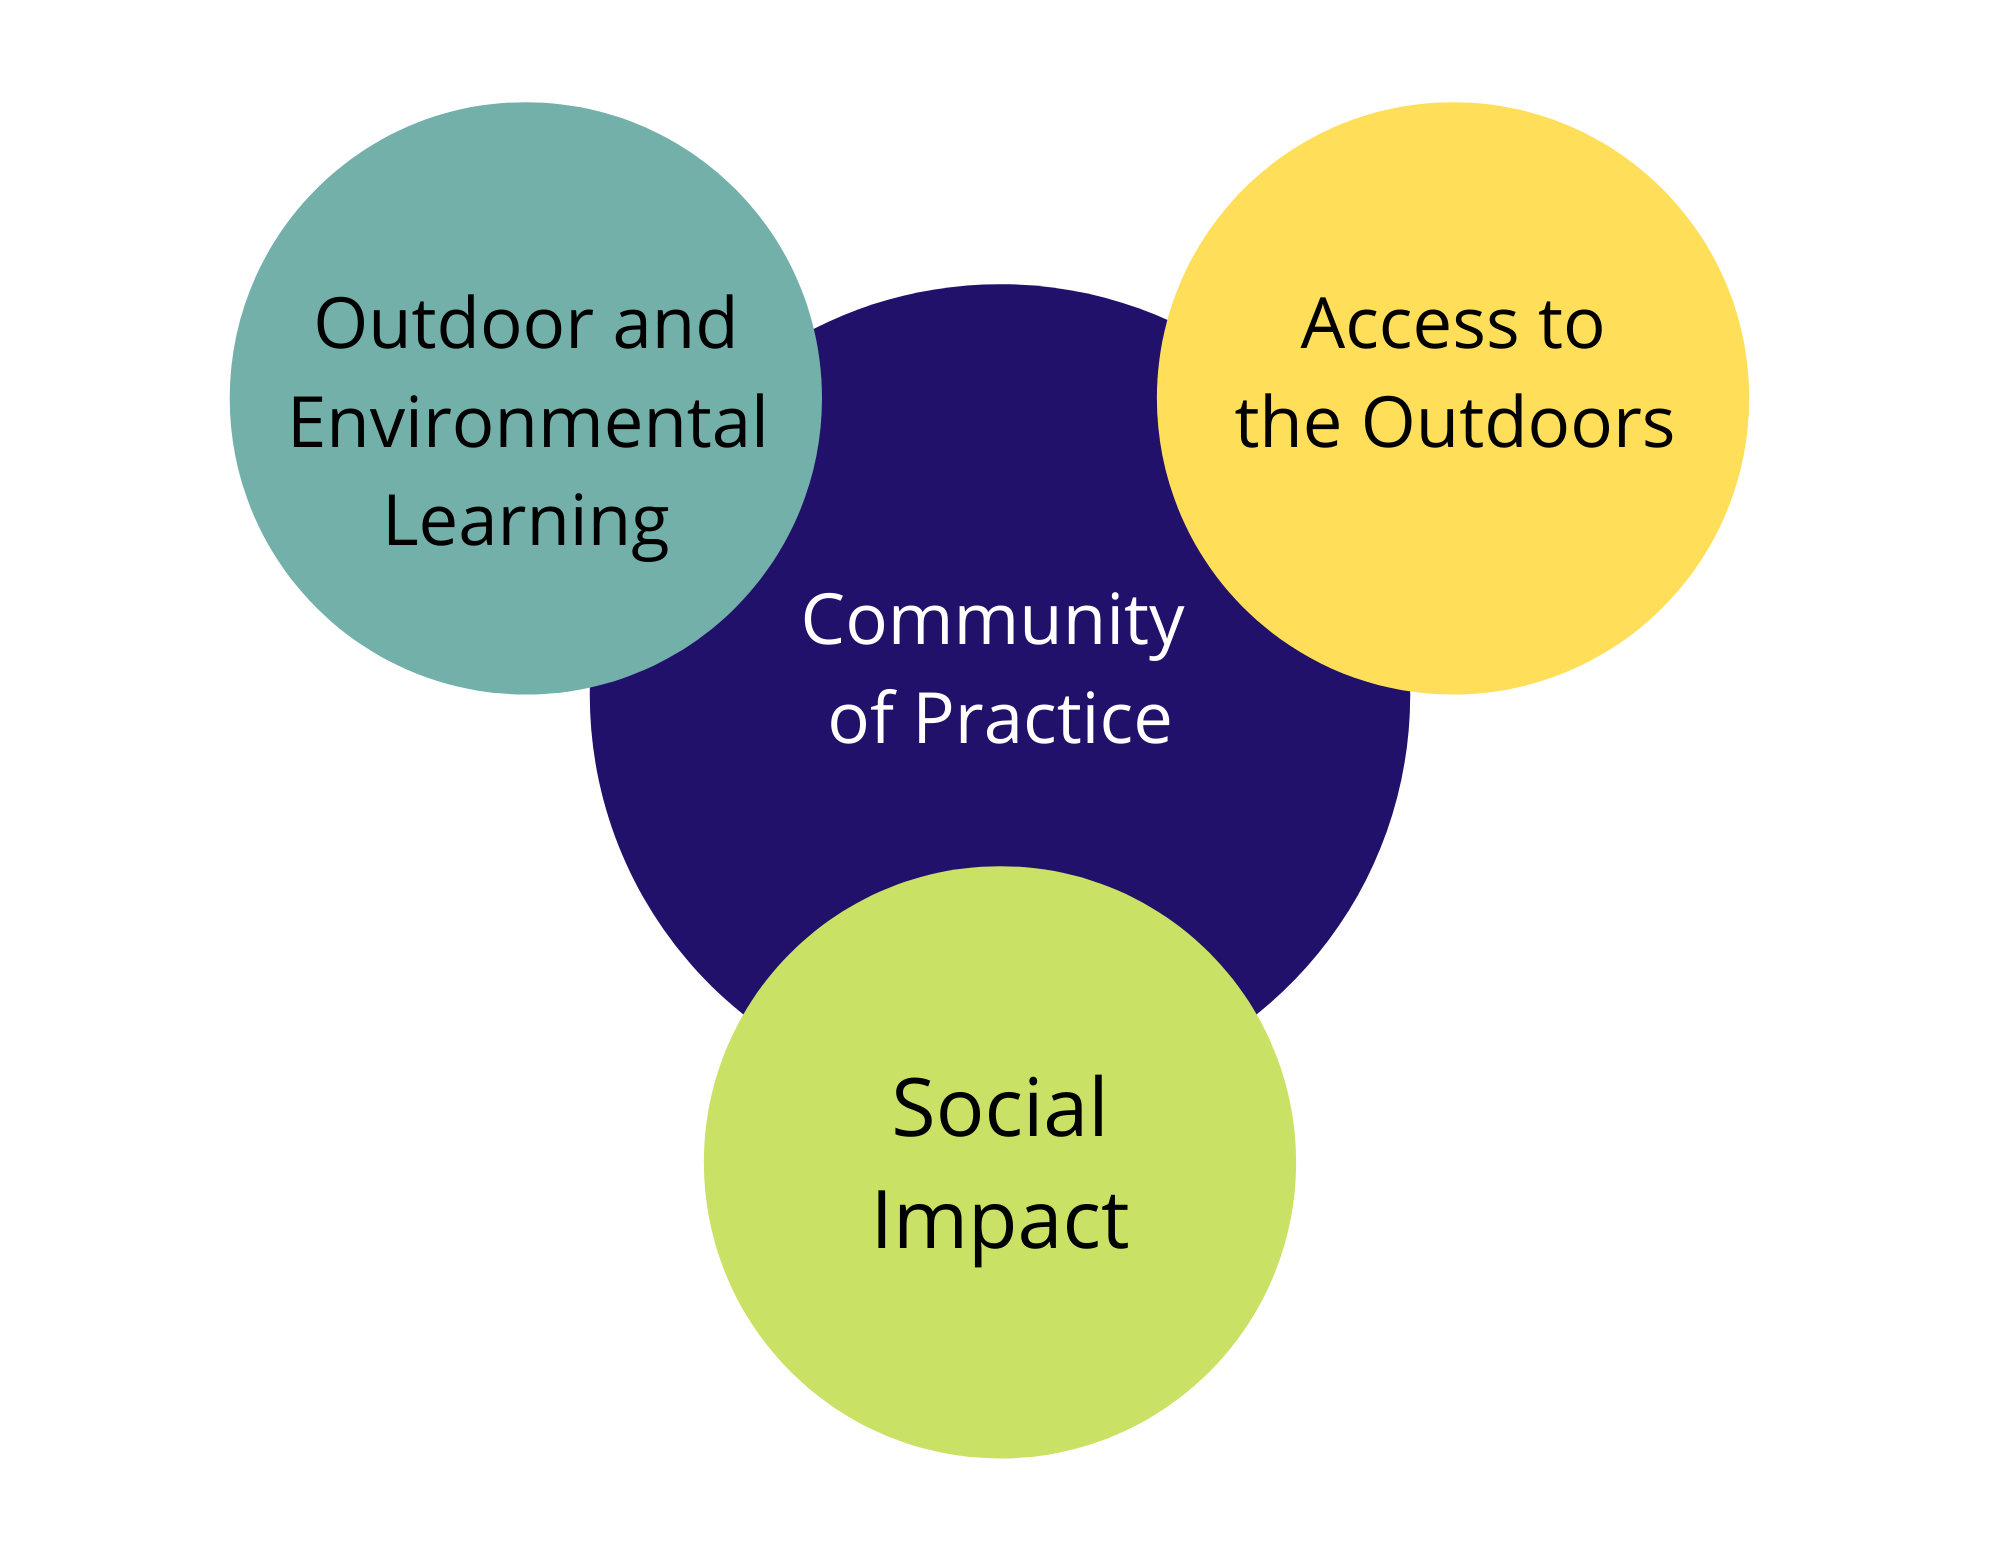 Outdoor and
Environmental
Learning
Access to
the Outdoors
Community
of Practice
Social
Impact